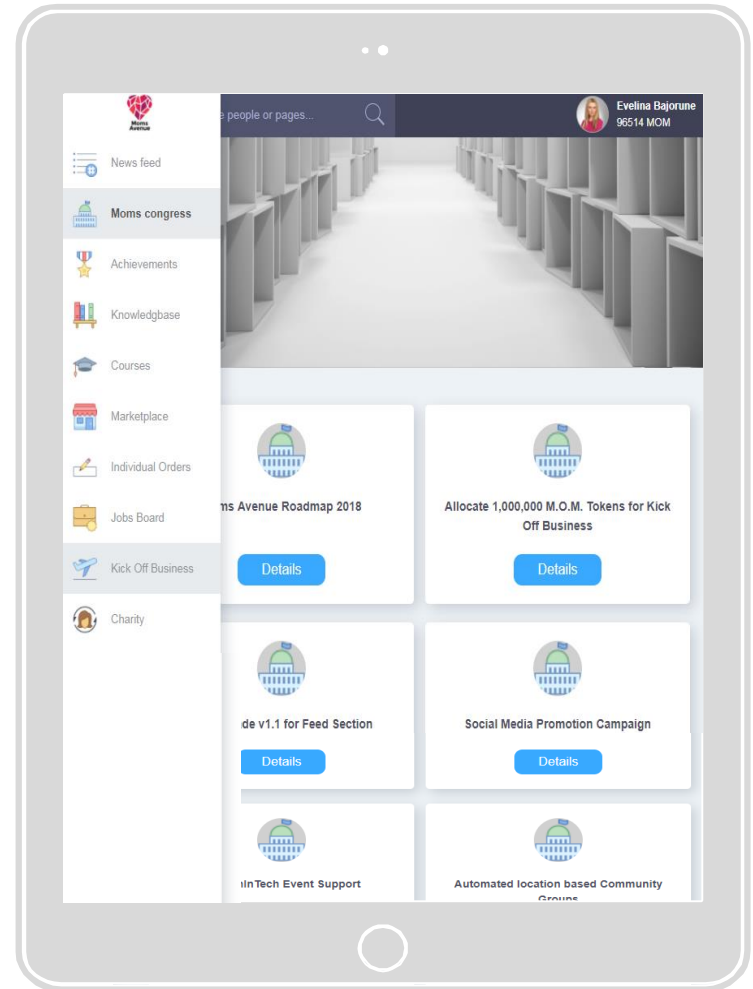 Moms
Avenue
people or pages...
Evelina Bajorune
96514 MOM
News feed
Moms congress
Achievements
Knowledgbase
Courses
Marketplace
Individual Orders
Jobs Board
Kick Off Business
Charity
ms Avenue Roadmap 2018
Details
Allocate 1,000,000 M.O.M. Tokens for Kick
Off Business
Details
de v1.1 for Feed Section
Details
Social Media Promotion Campaign
Details
InTech Event Support
Automated location based Community
Groups